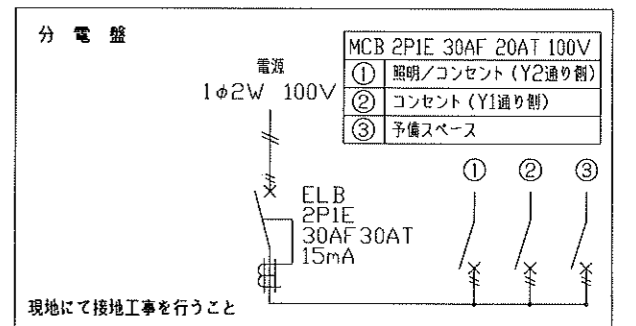 分電盤
MCB 2P1E 30AF 20AT 100V
① 照明/コンセント (Y2通り側)
② コンセント (Y1通り側)
③ 予備スペース
電源
1φ2W 100V
① ② ③
ELB
2P1E
30AF30AT
15mA
現地にて接地工事を行うこと